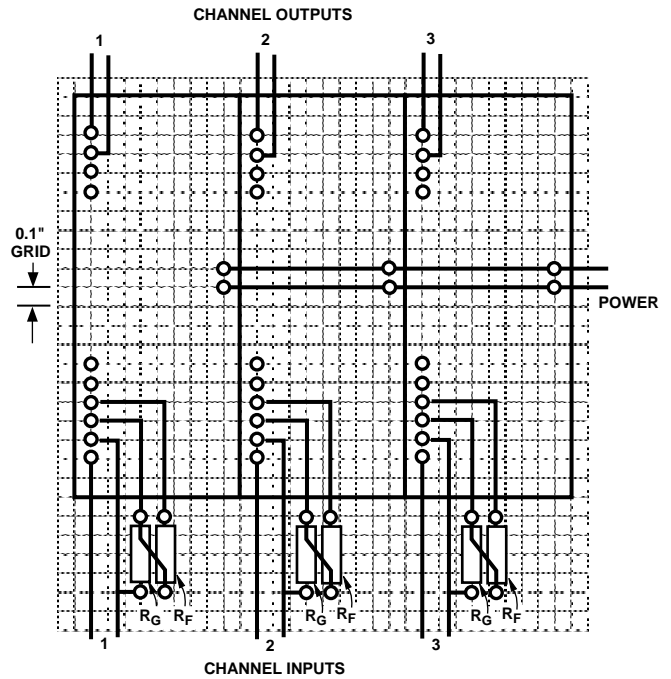 CHANNEL OUTPUTS
1 2 3
0.1"
GRID
POWER
RG RF RG RF RG RF
1 2 3
CHANNEL INPUTS